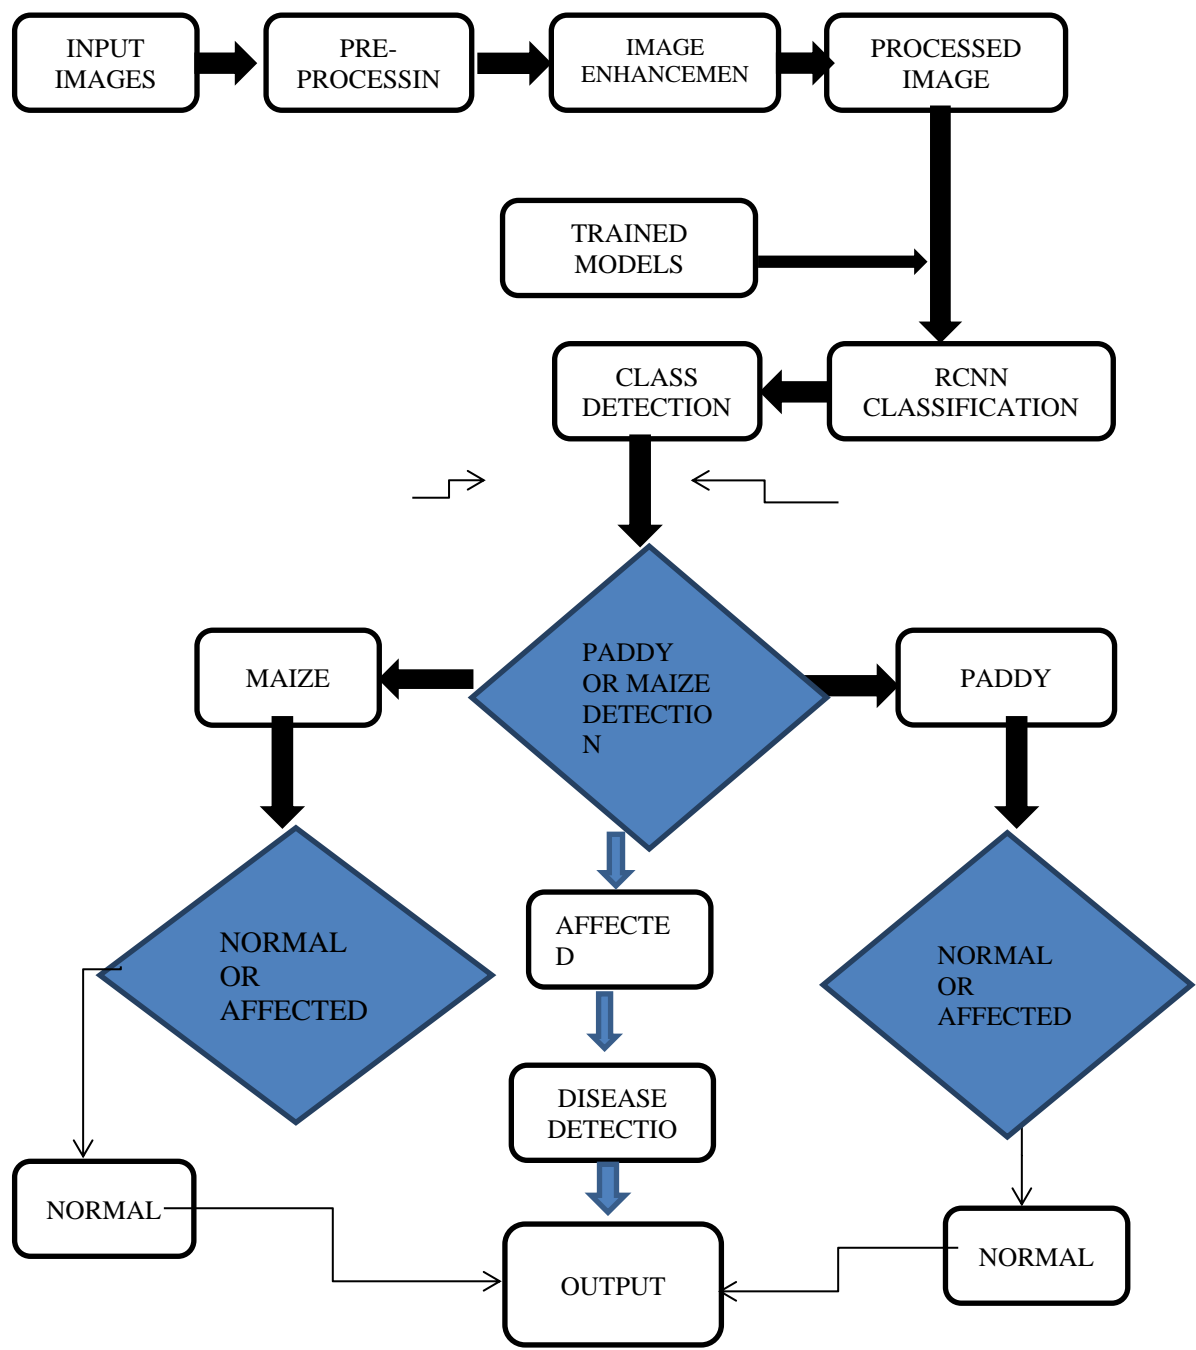 INPUT
IMAGES
PRE-
PROCESSIN
IMAGE
ENHANCEMEN
PROCESSED
IMAGE
TRAINED
MODELS
CLASS
DETECTION
RCNN
CLASSIFICATION
MAIZE
PADDY
OR MAIZE
DETECTIO
N
PADDY
NORMAL
OR
AFFECTED
AFFECTE
D
NORMAL
OR
AFFECTED
DISEASE
DETECTIO
NORMAL
OUTPUT
NORMAL